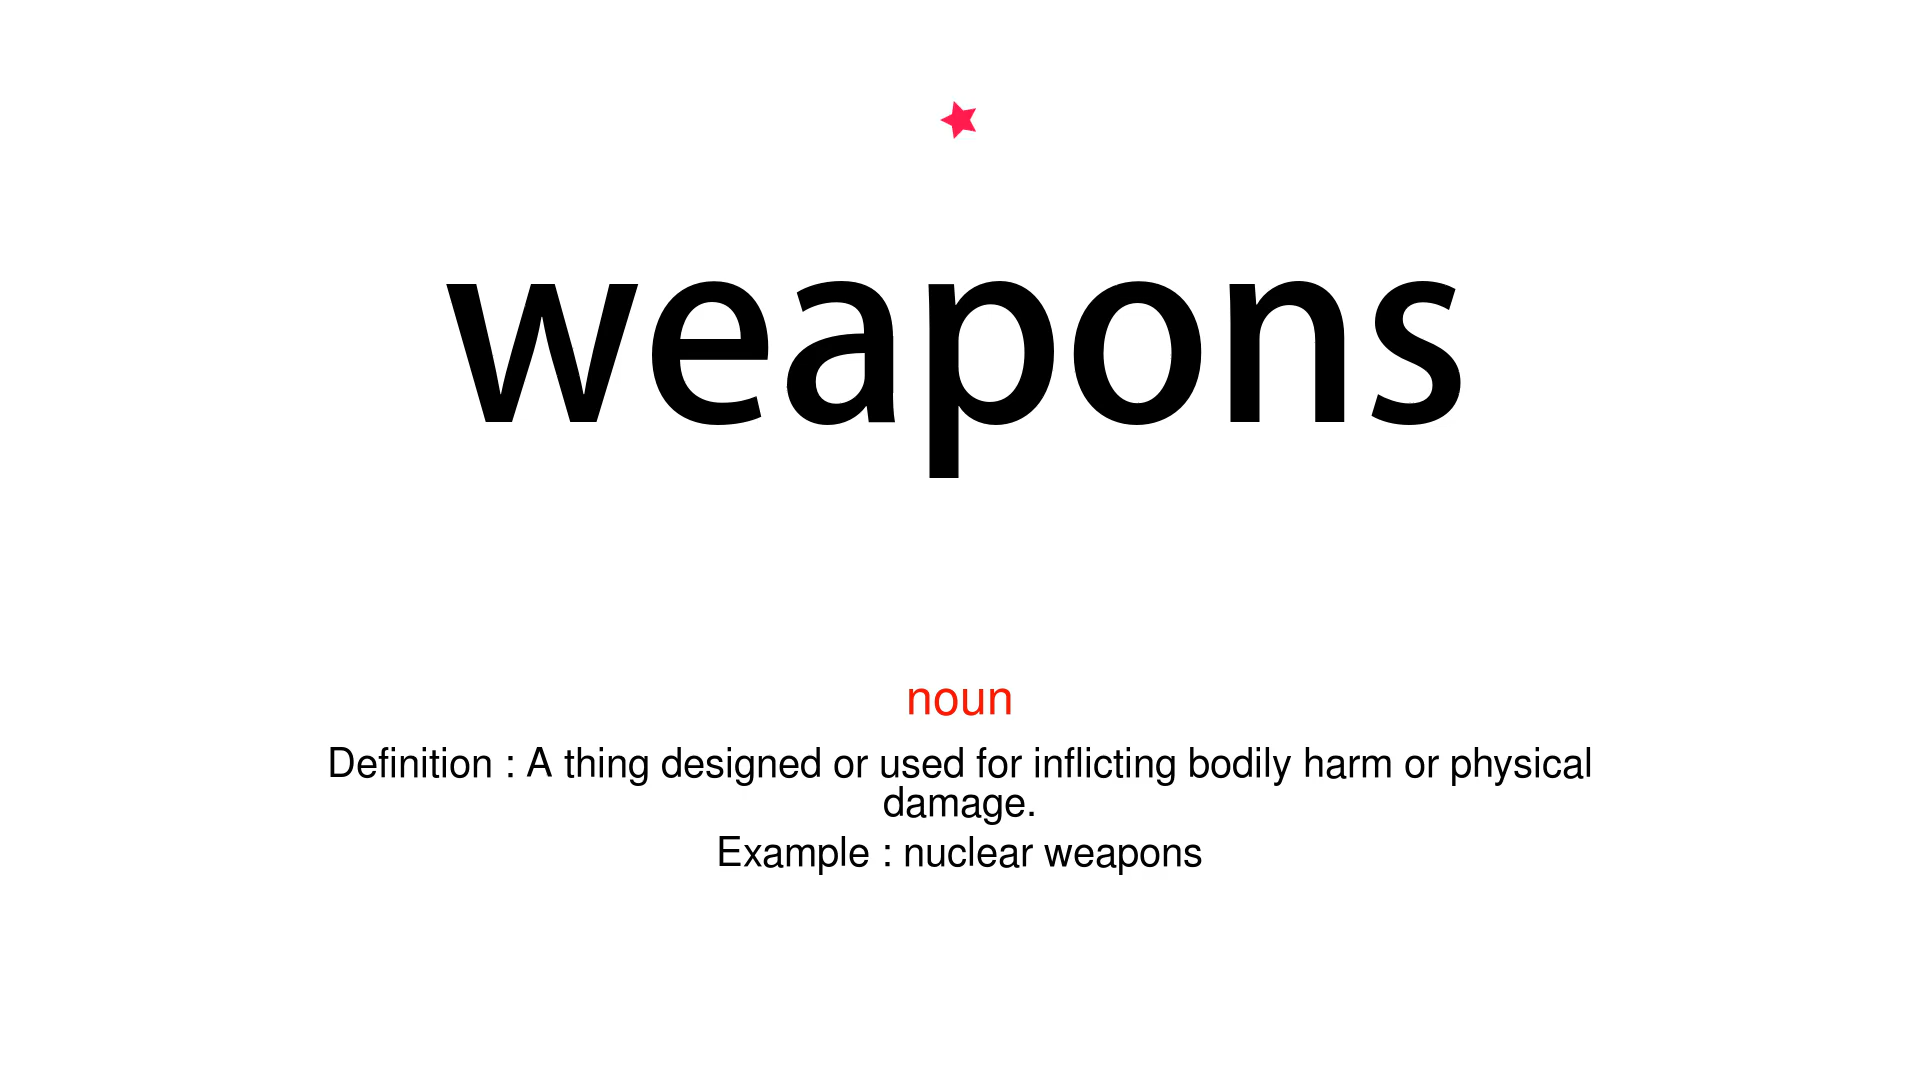 weapons
noun
Definition : A thing designed or used for inflicting bodily harm or physical
damage.
Example : nuclear weapons